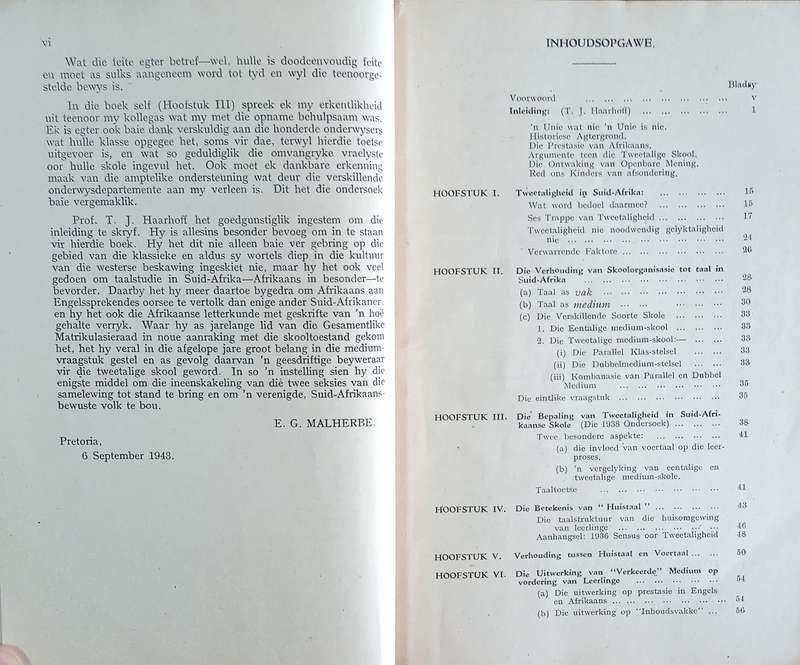 vi
Wat die feite egter betref—wel, hulle is doodeenvoudig feite
en moet as sulks aangeneem word tot tyd en wyl die teenoorge-
stelde bewys is.
In die boek self (Hoofstuk III) spreek ek my erkentlikheid
uit teenoor my kollegas wat my met die opname behulpsaam was.
Ek is egter ook baie dank verskuldig aan die honderde onderwysers
wat hulle klasse opgegee het, soms vir dae, terwyl hierdie toetse
uitgevoer is, en wat so geduldiglik die omvangryke vraelyste
oor hulle skole ingevul het. Ook moet ek dankbare erkenning
maak van die amptelike ondersteuning wat deur die verskillende
onderwysdepartemente aan my verleen is. Dit het die ondersoek
baie vergemaklik.
Prof. T. J. Haarhoff het goedgunstiglik ingestem om die
inleiding te skryf. Hy is allesins besonder bevoeg om in te staan
vir hierdie boek. Hy het dit nie alleen baie ver gebring op die
gebied van die klassieke en aldus sy wortels diep in die kultuur
van die westerse beskawing ingeskiet nie, maar hy het ook veel
gedoen om taalstudie in Suid-Afrika—Afrikaans in besonder—te
bevorder. Daarby het hy meer daartoe bygedra om Afrikaans aan
Engelssprekendes oorsee te vertolk dan enige ander Suid-Afrikaner,
en hy het ook die Afrikaanse letterkunde met geskrifte van 'n hoë
gehalte verryk. Waar hy as jarelange lid van die Gesamentlike
Matrikulasieraad in noue aanraking met die skooltoestand gekom
het, het hy veral in die afgelope jare groot belang in die medium-
vraagstuk gestel en as gevolg daarvan 'n geesdriftige beyweraar
vir die tweetalige skool geword. In so 'n instelling sien hy die
enigste middel om die ineenskakeling van dié twee seksies van die
samelewing tot stand te bring en om 'n verenigde, Suid-Afrikaans-
bewuste volk te bou.
E. G. MALHERBE.
Pretoria,
6 September 1943.
INHOUDSOPGAWE.
Bladsy
Voorwoord ... ... ... ... ... ... ... ... ... v
Inleiding: (T. J. Haarhoff) ... ... ... ... ... 1
'n Unie wat nie 'n Unie is nie.
Historiese Agtergrond.
Die Prestasie van Afrikaans.
Argumente teen die Tweetalige Skool.
Die Ontwaking van Openbare Mening.
Red ons Kinders van afsondering.
HOOFSTUK I. Tweetaligheid in Suid-Afrika: ... ... ... ... 15
Wat word bedoel daarmee? ... ... ... ... 15
Ses Trappe van Tweetaligheid ... ... ... ... 17
Tweetaligheid nie noodwendig gelyktaligheid
nie ... ... ... ... ... ... ... ... ... 24
Verwarrende Faktore ... ... ... ... ... ... 26
HOOFSTUK II. Die Verhouding van Skoolorganisasie tot taal in
Suid-Afrika ... ... ... ... ... ... ... ... 28
(a) Taal as vak ... ... ... ... ... ... ... 28
(b) Taal as medium ... ... ... ... ... 30
(c) Die Verskillende Soorte Skole ... ... ... 33
1. Die Eentalige medium-skool ... ... ... 33
2. Die Tweetalige medium-skool:— ... ... 33
(i) Die Parallel Klas-stelsel ... ... 33
(ii) Die Dubbelmedium-stelsel ... ... 33
(iii) Kombinasie van Parallel en Dubbel
Medium ... ... ... ... ... ... 35
Die eintlike vraagstuk ... ... ... ... ... ... 35
HOOFSTUK III. Die Bepaling van Tweetaligheid in Suid-Afri-
kaanse Skole (Die 1938 Ondersoek) ... ... ... 38
Twee besondere aspekte: ... ... ... ... 41
(a) die invloed van voertaal op die leer-
proses,
(b) 'n vergelyking van eentalige en
tweetalige medium-skole.
Taaltoetse ... ... ... ... ... ... ... 41
HOOFSTUK IV. Die Betekenis van "Huistaal" ... ... ... ... 43
Die taalstruktuur van die huisomgewing
van leerlinge ... ... ... ... ... ... 46
Aanhangsel: 1936 Sensus oor Tweetaligheid 48
HOOFSTUK V. Verhouding tussen Huistaal en Voertaal ... ... 50
HOOFSTUK VI. Die Uitwerking van "Verkeerde" Medium op
vordering van Leerlinge ... ... ... ... ... 54
(a) Die uitwerking op prestasie in Engels
en Afrikaans ... ... ... ... ... ... ... 54
(b) Die uitwerking op "Inhoudsvakke" ... 56